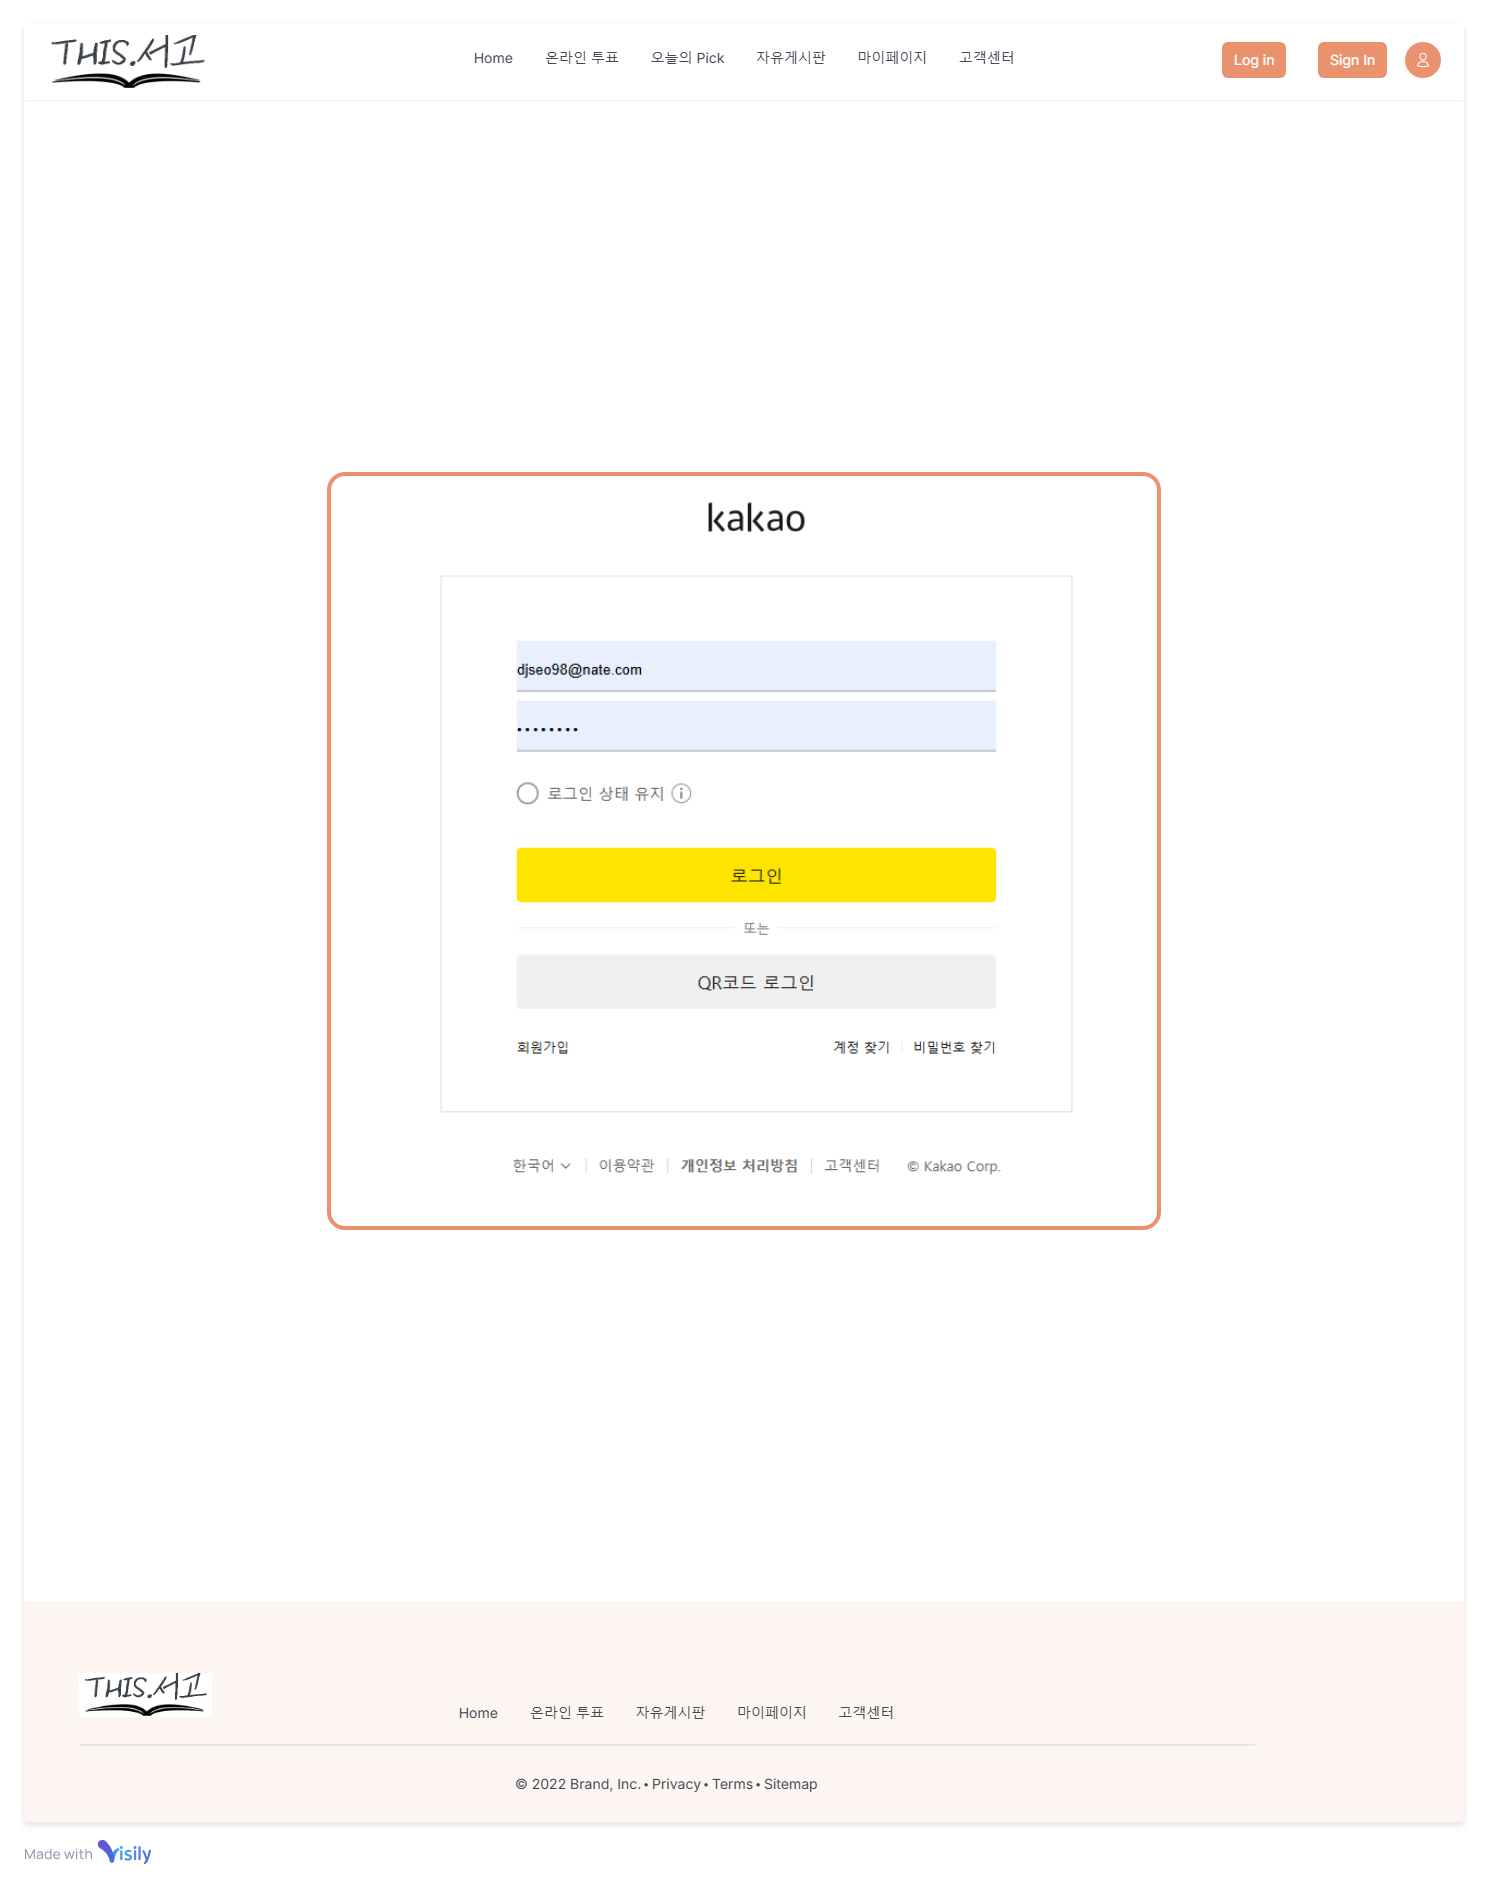 THIS.서고
Home 온라인 투표 오늘의 Pick 자유게시판 마이페이지 고객센터
Log in Sign In
kakao
djseo98@nate.com
••••••••
로그인 상태 유지
로그인
또는
QR코드 로그인
회원가입 계정 찾기 비밀번호 찾기
한국어 이용약관 개인정보 처리방침 고객센터 © Kakao Corp.
THIS.서고
Home 온라인 투표 자유게시판 마이페이지 고객센터
© 2022 Brand, Inc. • Privacy • Terms • Sitemap
Made with Visily